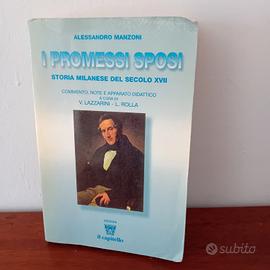 ALESSANDRO MANZONI
I PROMESSI SPOSI
STORIA MILANESE DEL SECOLO XVII
COMMENTO, NOTE E APPARATO DIDATTICO
A CURA DI
V. LAZZARINI - L. ROLLA
il capitello
subito